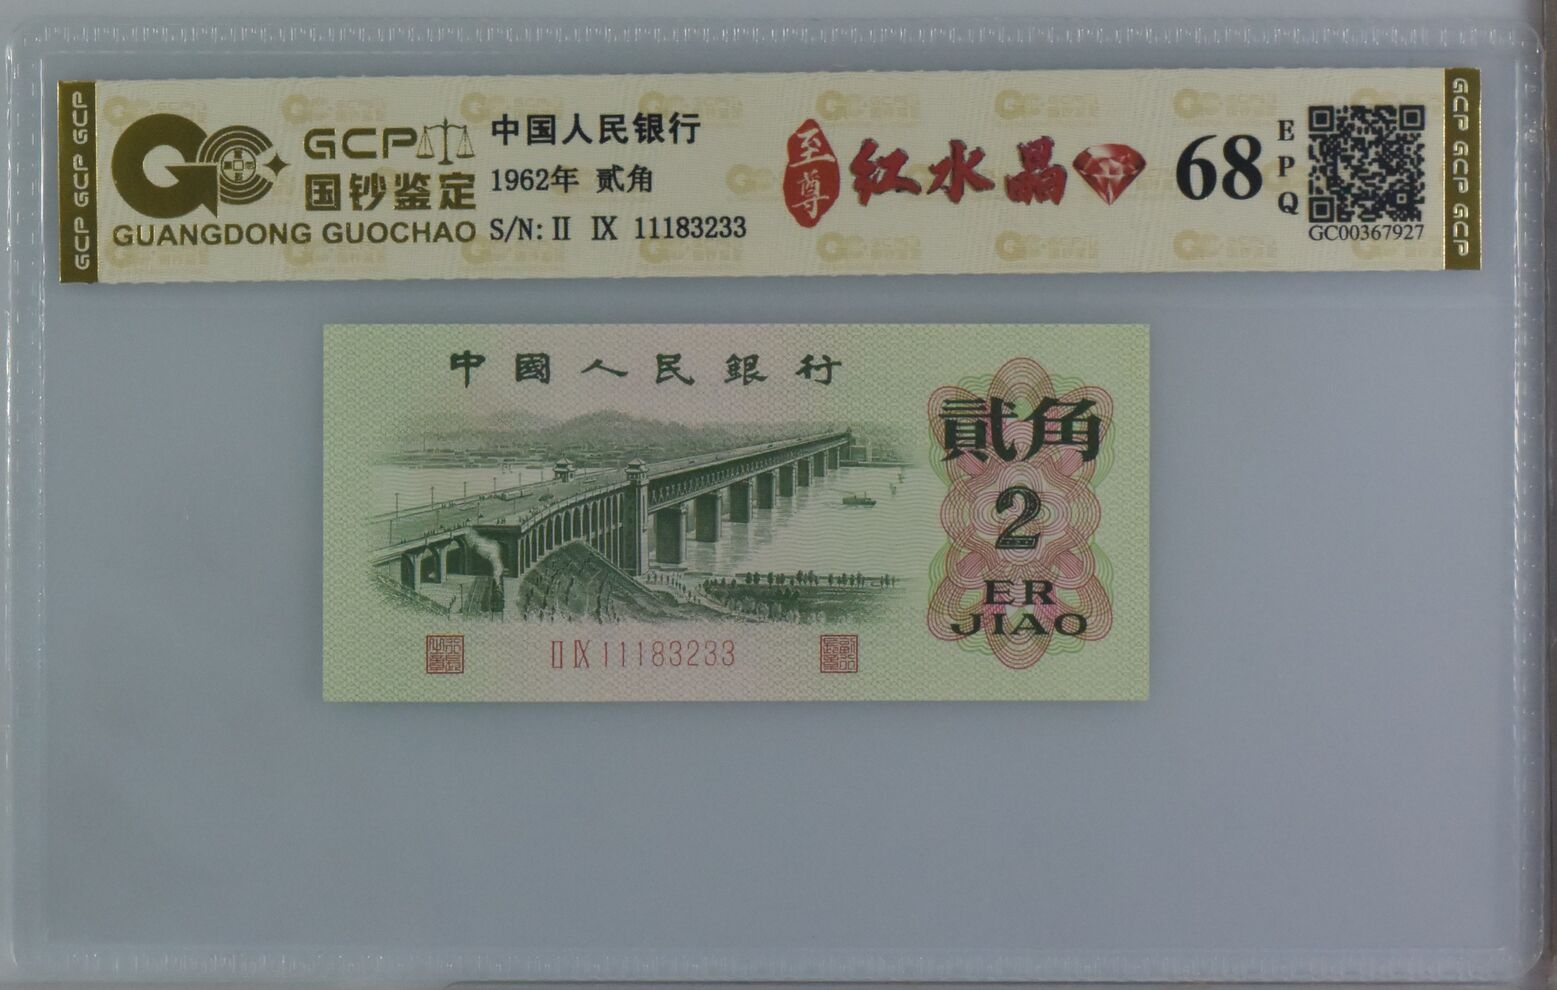 GCP GCP GCP
GCP
国钞鉴定
GUANGDONG GUOCHAO
中国人民银行
1962年 贰角
S/N: II IX 11183233
至尊
红水晶
68
EPQ
GC00367927
GCP GCP GCP
中國人民銀行
貳角
2
ER
JIAO
II IX 11183233